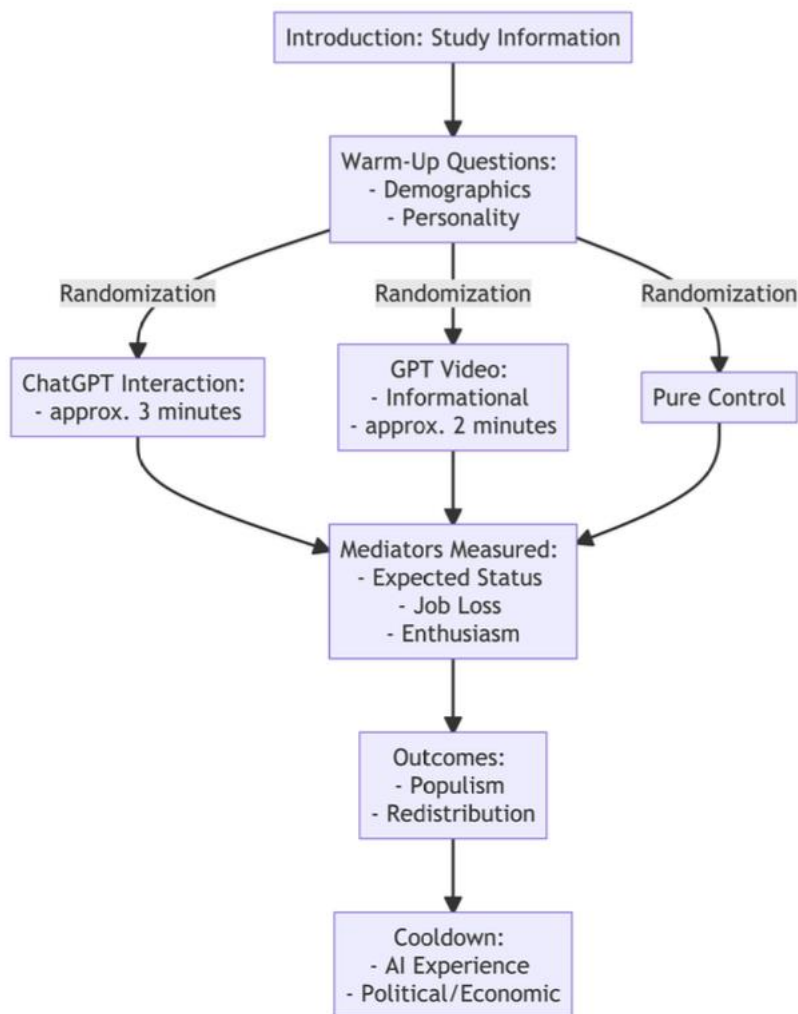 Introduction: Study Information
Warm-Up Questions:
- Demographics
- Personality
Randomization
Randomization
Randomization
ChatGPT Interaction:
- approx. 3 minutes
GPT Video:
- Informational
- approx. 2 minutes
Pure Control
Mediators Measured:
- Expected Status
- Job Loss
- Enthusiasm
Outcomes:
- Populism
- Redistribution
Cooldown:
- AI Experience
- Political/Economic